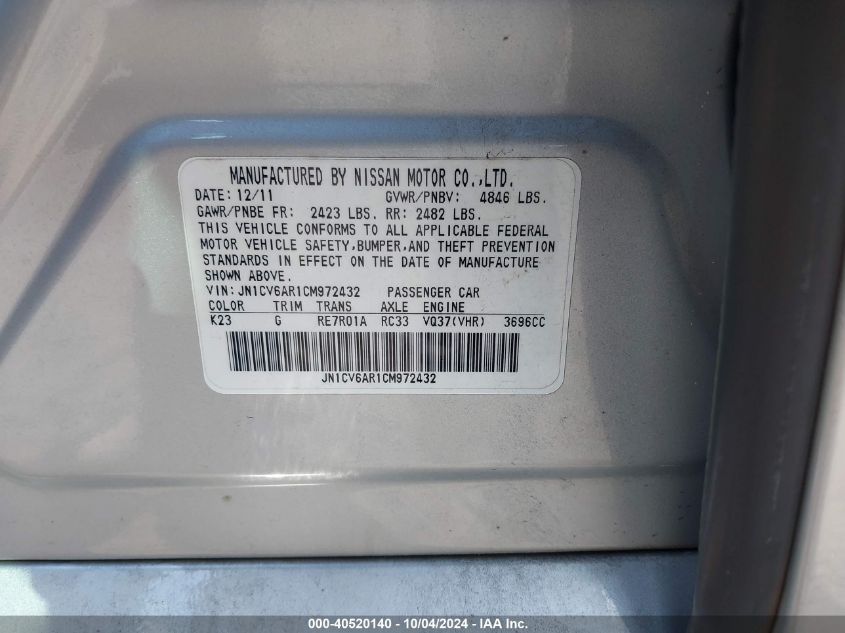 MANUFACTURED BY NISSAN MOTOR CO.,LTD.
DATE: 12/11 GVWR/PNBV: 4846 LBS.
GAWR/PNBE FR: 2423 LBS. RR: 2482 LBS.
THIS VEHICLE CONFORMS TO ALL APPLICABLE FEDERAL
MOTOR VEHICLE SAFETY,BUMPER,AND THEFT PREVENTION
STANDARDS IN EFFECT ON THE DATE OF MANUFACTURE
SHOWN ABOVE.
VIN: JN1CV6AR1CM972432 PASSENGER CAR
COLOR TRIM TRANS AXLE ENGINE
K23 G RE7R01A RC33 VQ37(VHR) 3696CC
JN1CV6AR1CM972432
000-40520140 - 10/04/2024 - IAA Inc.